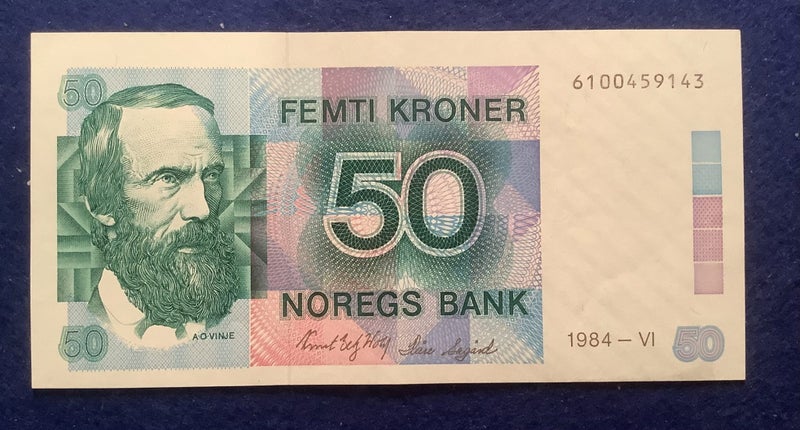 50
FEMTI KRONER
6100459143
50
NOREGS BANK
50
A O VINJE
1984 – VI
50